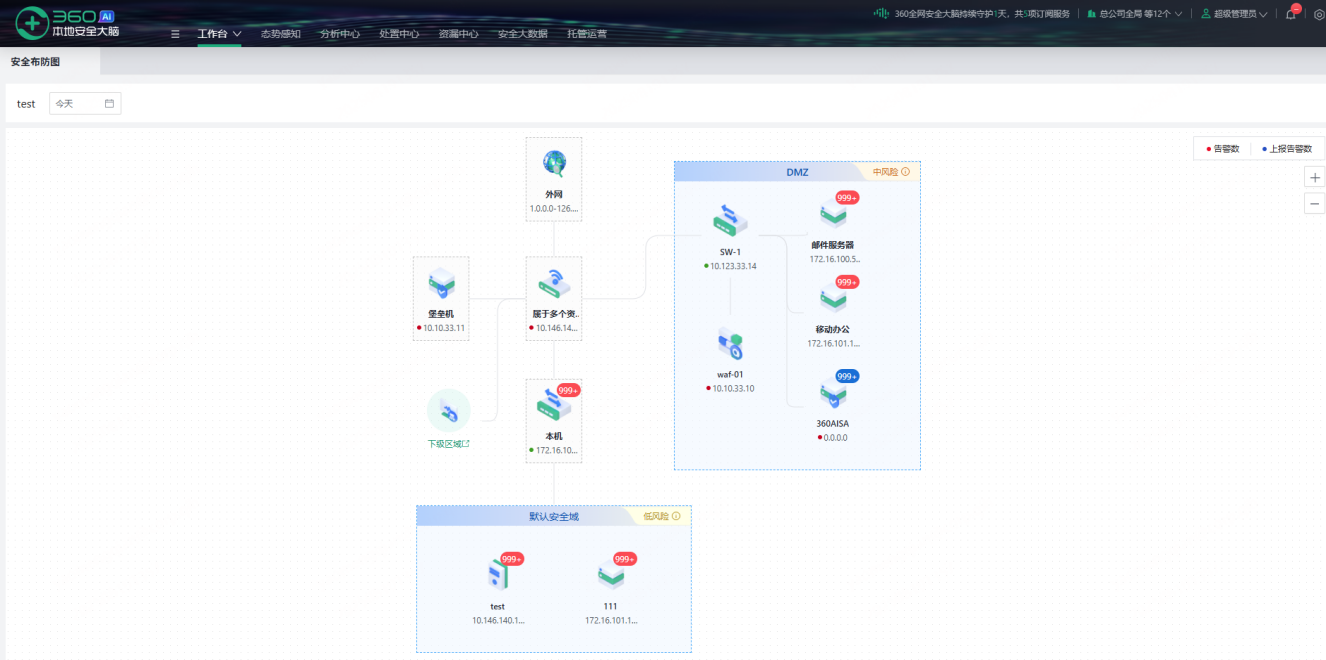 360 AI
本地安全大脑
工作台
态势感知
分析中心
处置中心
资漏中心
安全大数据
托管运营
360全网安全大脑持续守护1天，共5项订阅服务
总公司全局 等12个
超级管理员
安全布防图
test
今天
告警数
上报告警数
外网
1.0.0.0-126....
DMZ
中风险
999+
SW-1
10.123.33.14
邮件服务器
172.16.100.5..
堡垒机
10.10.33.11
属于多个资..
10.146.14...
999+
移动办公
172.16.101.1...
waf-01
10.10.33.10
999+
360AISA
0.0.0.0
下级区域
999+
本机
172.16.10...
默认安全域
低风险
999+
999+
test
111
10.146.140.1...
172.16.101.1...